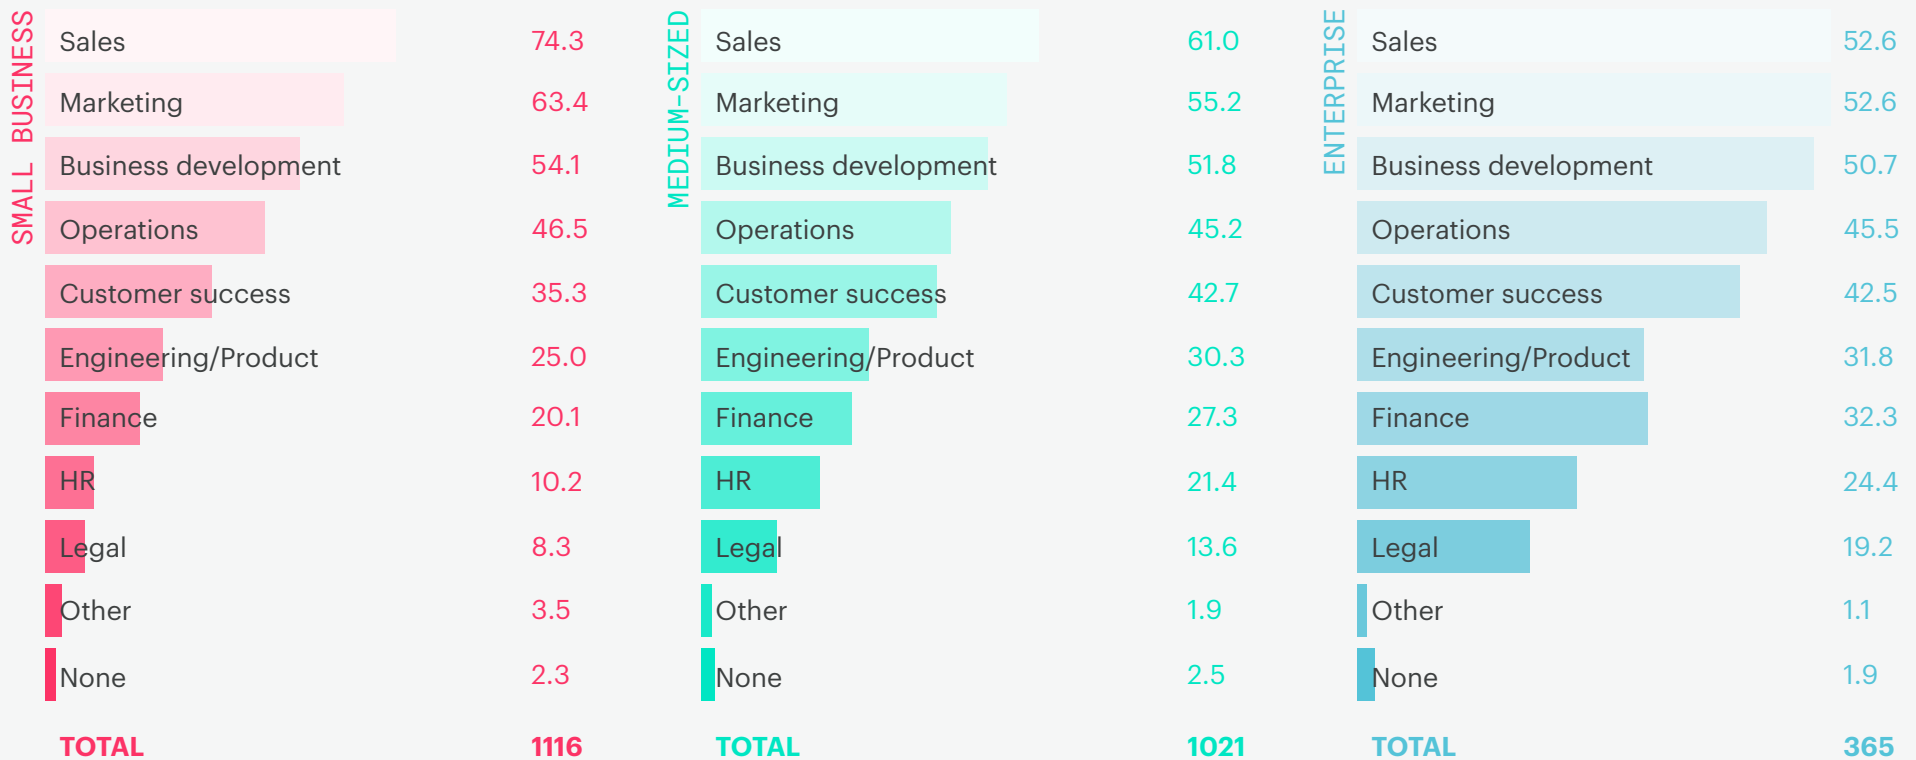 SMALL BUSINESS
Sales 74.3
Marketing 63.4
Business development 54.1
Operations 46.5
Customer success 35.3
Engineering/Product 25.0
Finance 20.1
HR 10.2
Legal 8.3
Other 3.5
None 2.3
TOTAL 1116
MEDIUM-SIZED
Sales 61.0
Marketing 55.2
Business development 51.8
Operations 45.2
Customer success 42.7
Engineering/Product 30.3
Finance 27.3
HR 21.4
Legal 13.6
Other 1.9
None 2.5
TOTAL 1021
ENTERPRISE
Sales 52.6
Marketing 52.6
Business development 50.7
Operations 45.5
Customer success 42.5
Engineering/Product 31.8
Finance 32.3
HR 24.4
Legal 19.2
Other 1.1
None 1.9
TOTAL 365